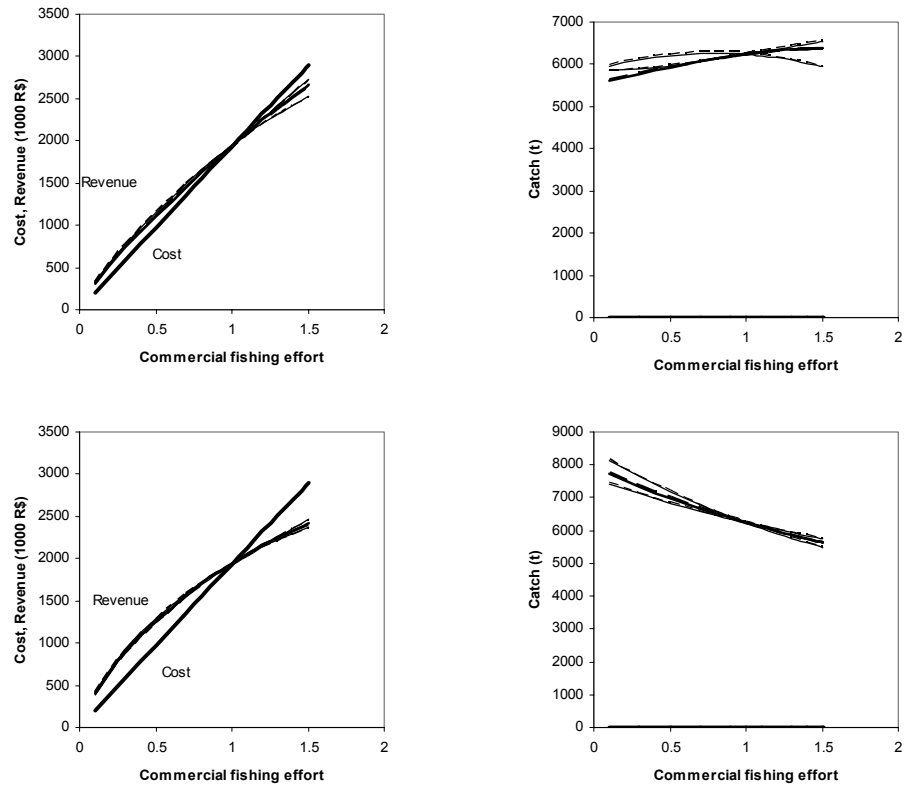 Cost, Revenue (1000 R$)
3500
3000
2500
2000
1500
1000
500
0
Revenue
Cost
0 0.5 1 1.5 2
Commercial fishing effort
Catch (t)
7000
6000
5000
4000
3000
2000
1000
0
0 0.5 1 1.5 2
Commercial fishing effort
Cost, Revenue (1000 R$)
3500
3000
2500
2000
1500
1000
500
0
Revenue
Cost
0 0.5 1 1.5 2
Commercial fishing effort
Catch (t)
9000
8000
7000
6000
5000
4000
3000
2000
1000
0
0 0.5 1 1.5 2
Commercial fishing effort